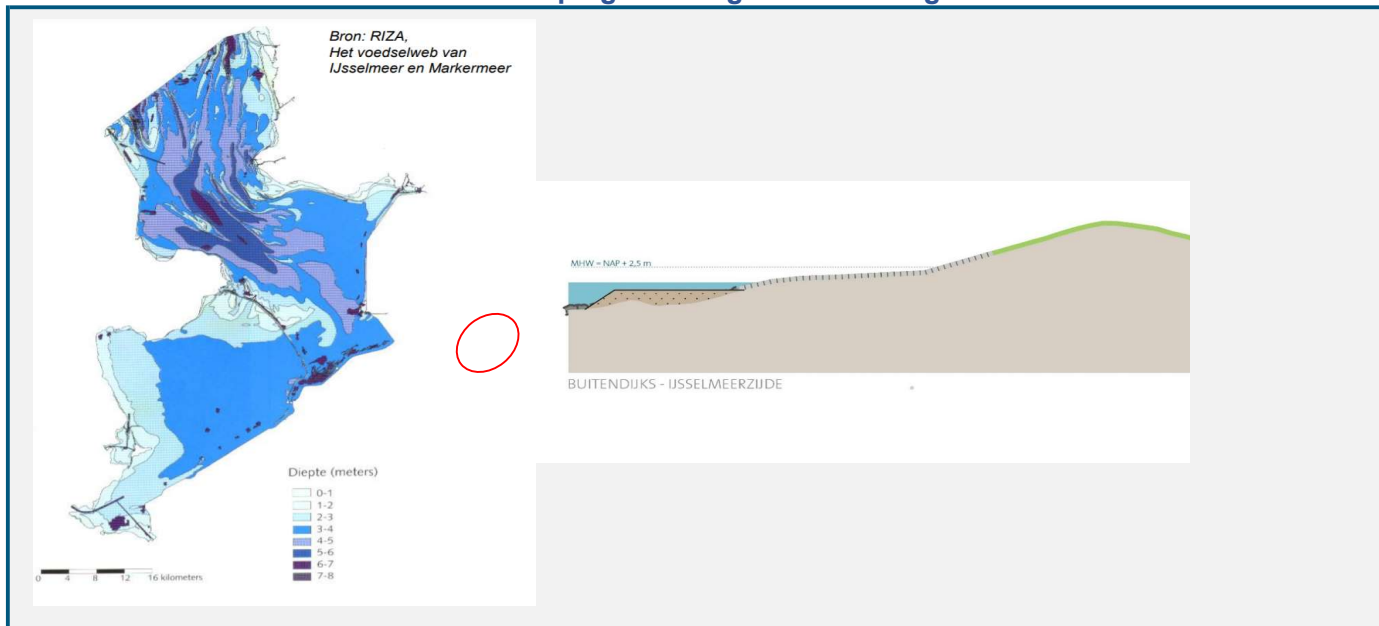 Bron: RIZA,
Het voedselweb van
IJsselmeer en Markermeer
Diepte (meters)
0-1
1-2
2-3
3-4
4-5
5-6
6-7
7-8
0 4 8 12 16 kilometers
MHW = NAP + 2,5 m
BUITENDIJKS - IJSSELMEERZIJDE